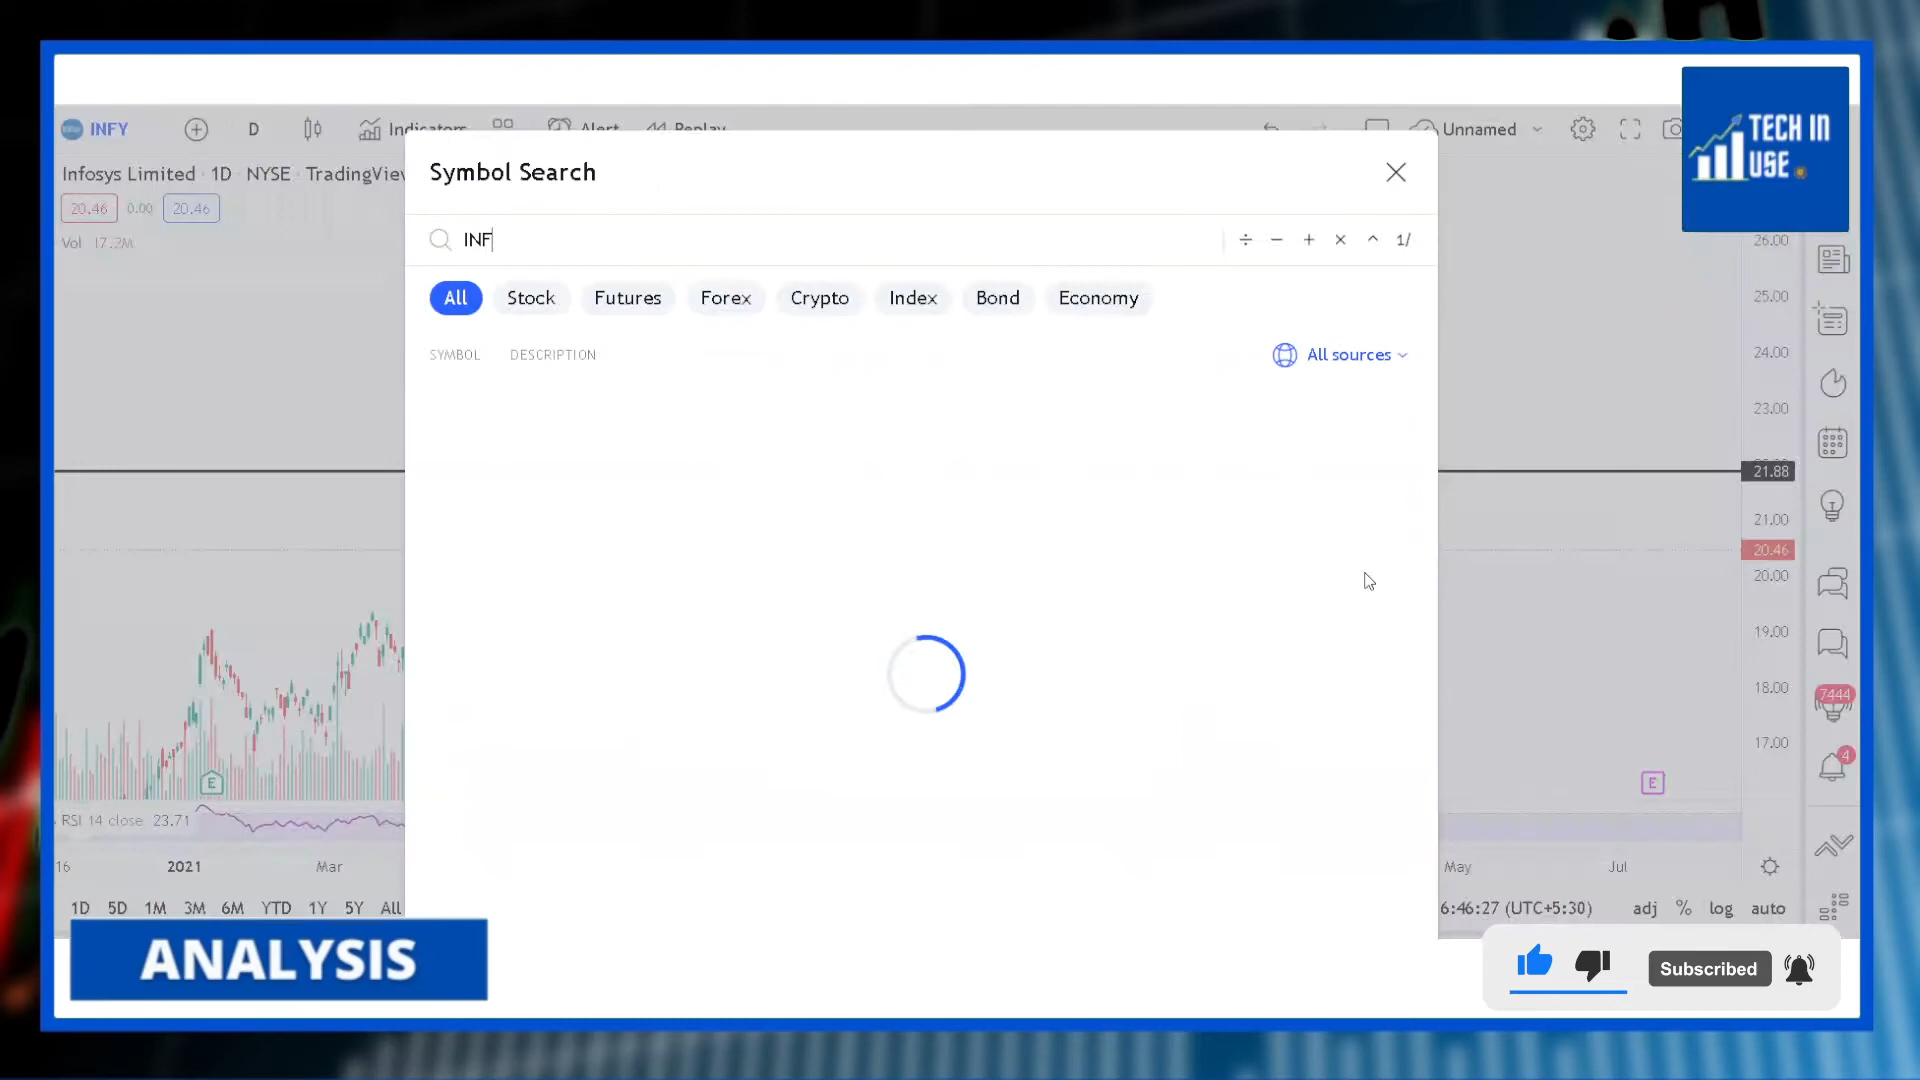 TECH IN
USE
INFY
D
Indicators
Alert
Replay
Unnamed
Infosys Limited · 1D · NYSE · TradingView
20.46 0.00 20.46
Vol 17.2M
Symbol Search
INF
÷ − + × ^ 1/
All Stock Futures Forex Crypto Index Bond Economy
SYMBOL DESCRIPTION
All sources
26.00
25.00
24.00
23.00
21.88
21.00
20.46
20.00
19.00
18.00
17.00
7444
4
E
E
RSI 14 close 23.71
16 2021 Mar May Jul
1D 5D 1M 3M 6M YTD 1Y 5Y All
6:46:27 (UTC+5:30) adj % log auto
ANALYSIS
Subscribed